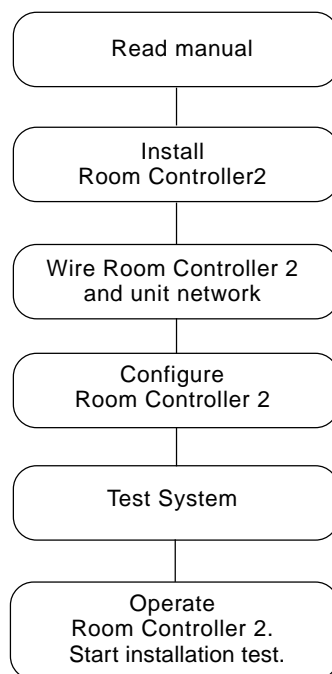 Read manual
Install
Room Controller2
Wire Room Controller 2
and unit network
Configure
Room Controller 2
Test System
Operate
Room Controller 2.
Start installation test.